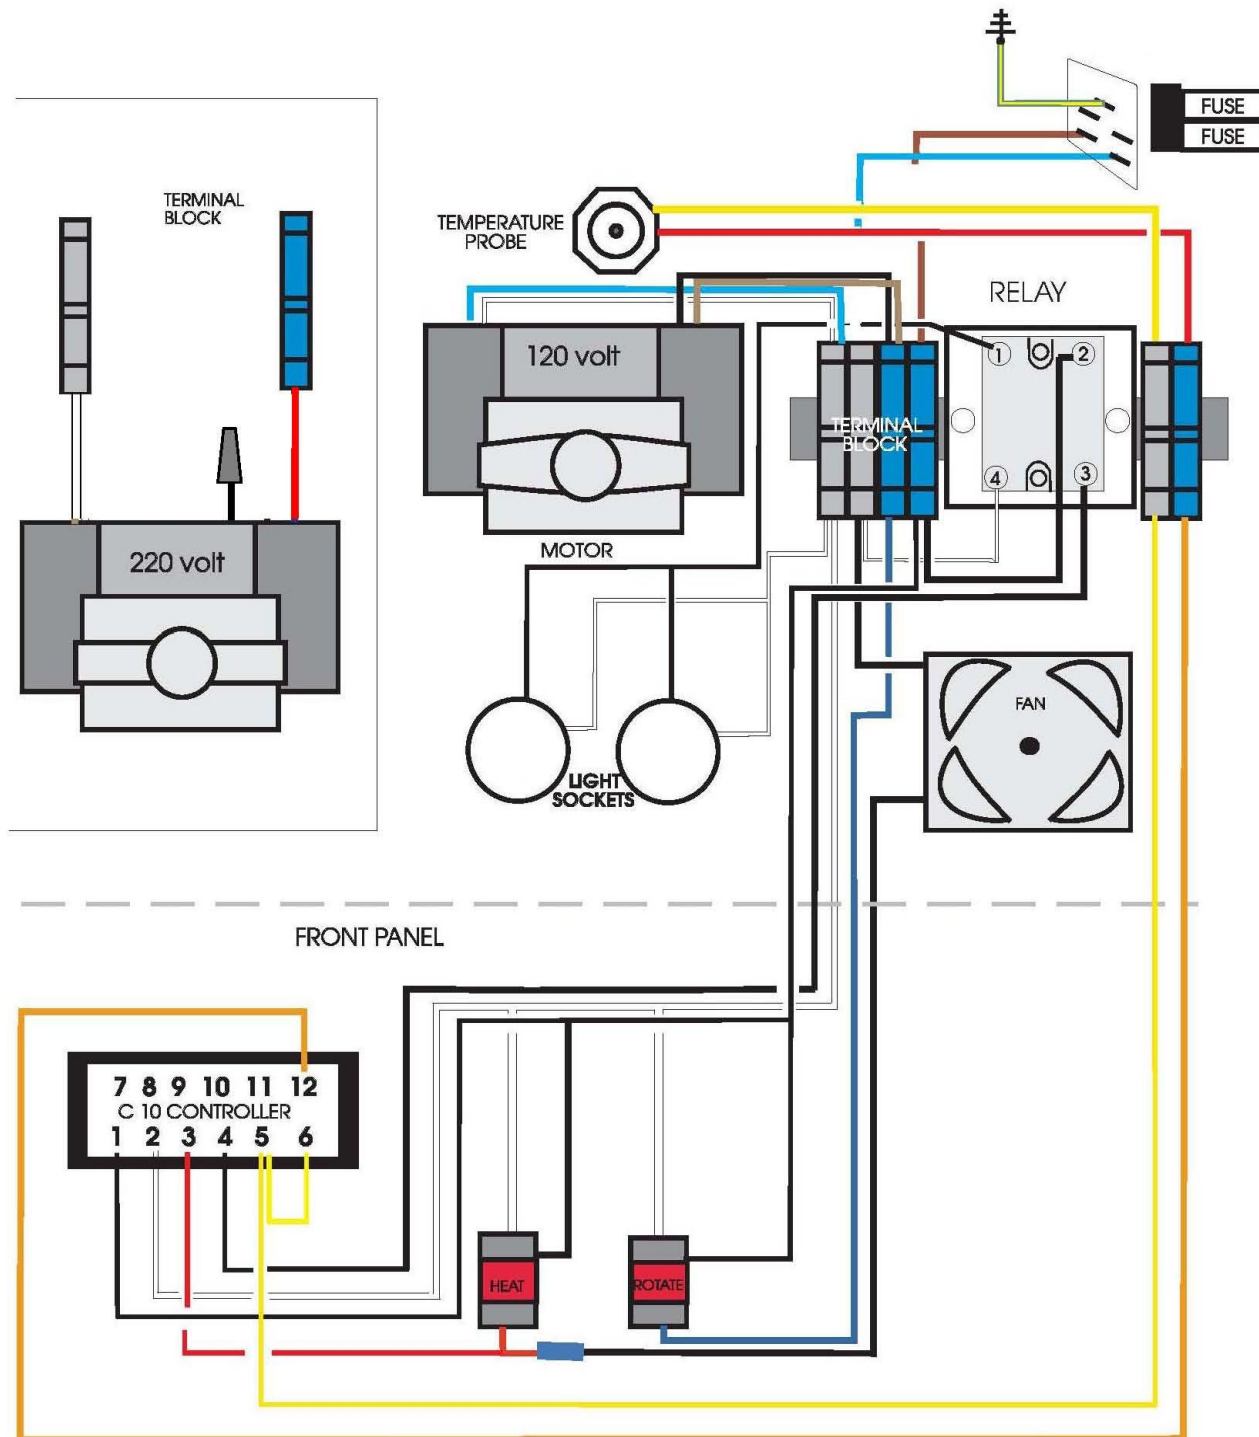 FUSE
FUSE
TERMINAL
BLOCK
TEMPERATURE
PROBE
RELAY
120 volt
1
2
TERMINAL
BLOCK
4
3
220 volt
MOTOR
FAN
LIGHT
SOCKETS
FRONT PANEL
7 8 9 10 11 12
C 10 CONTROLLER
1 2 3 4 5 6
HEAT
ROTATE